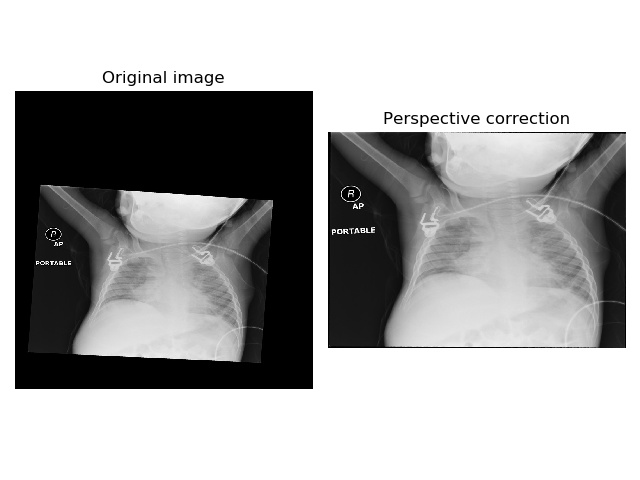 Original image
Perspective correction
R
AP
PORTABLE
R
AP
PORTABLE